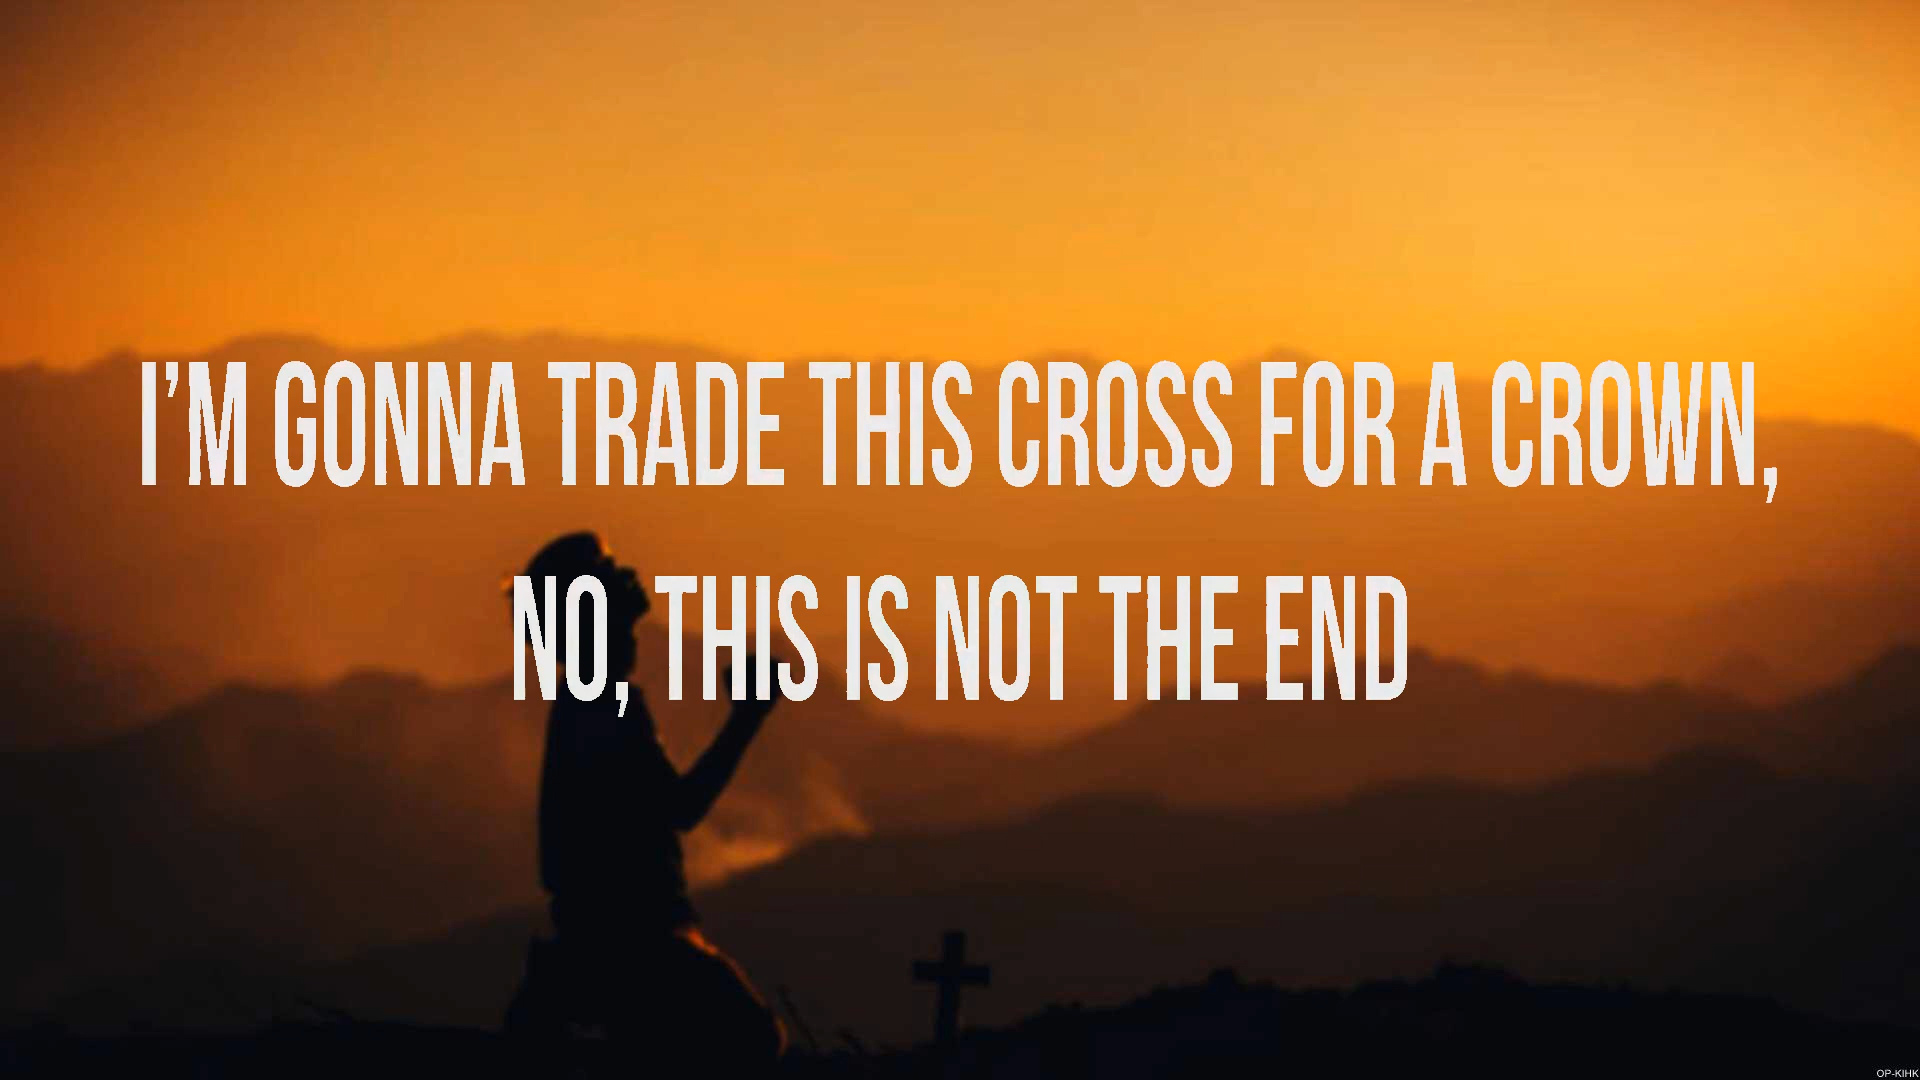 I'M GONNA TRADE THIS CROSS FOR A CROWN,
NO, THIS IS NOT THE END
OP-KIHK